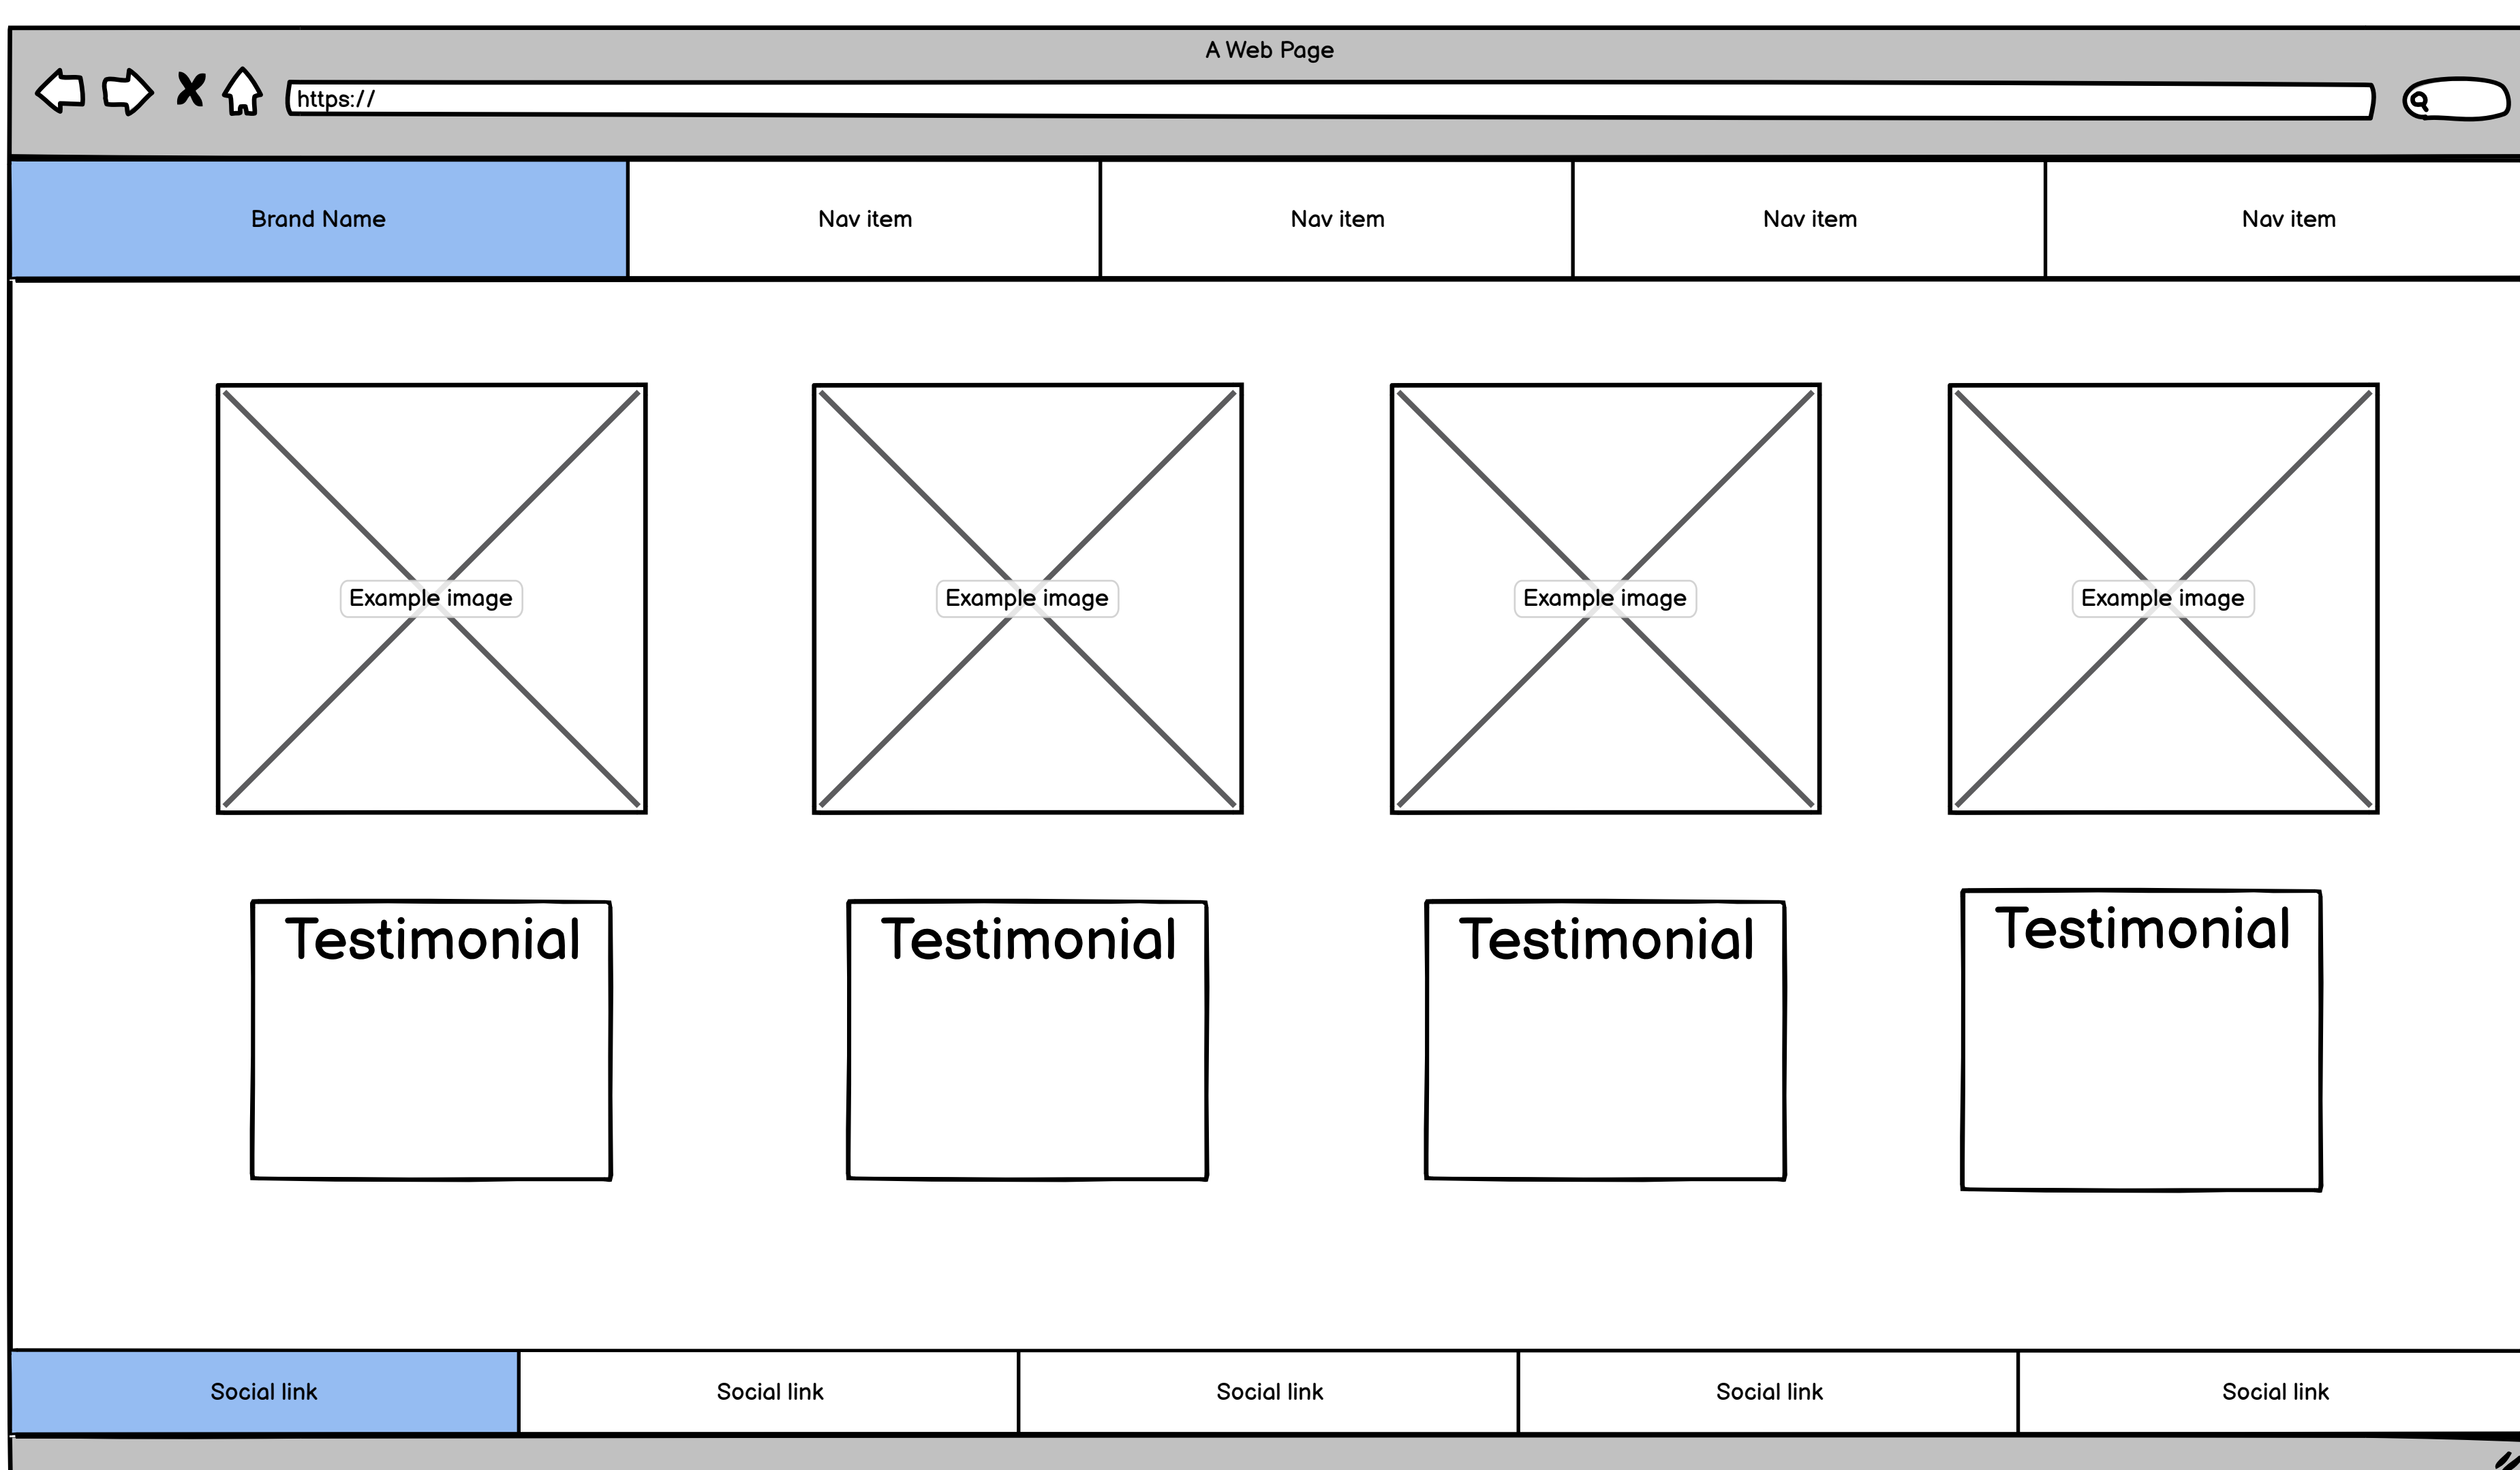 A Web Page
https://
Brand Name
Nav item
Nav item
Nav item
Nav item
Example image
Example image
Example image
Example image
Testimonial
Testimonial
Testimonial
Testimonial
Social link
Social link
Social link
Social link
Social link